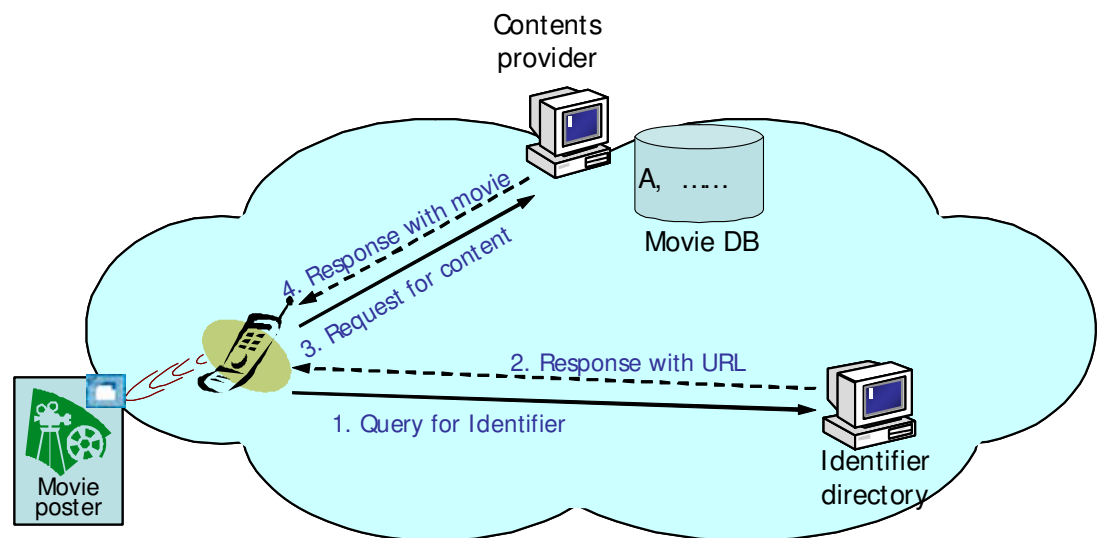 Contents
provider
A, ......
Movie DB
4. Response with movie
3. Request for content
2. Response with URL
1. Query for Identifier
Identifier
directory
Movie
poster